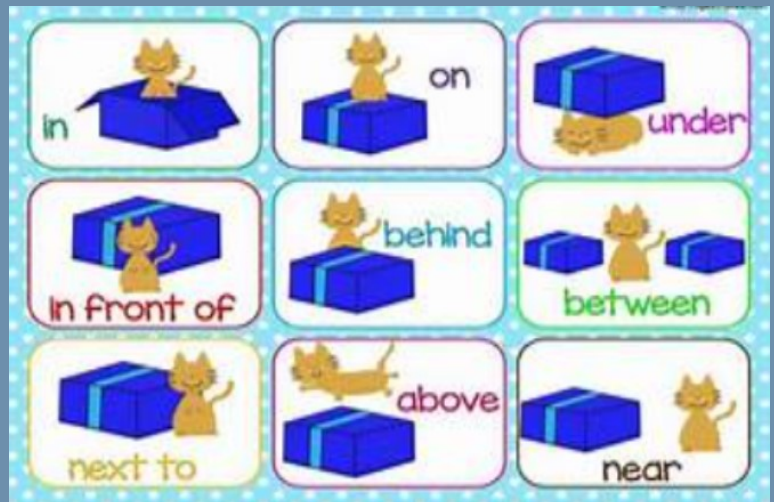 in
on
under
in front of
behind
between
next to
above
near